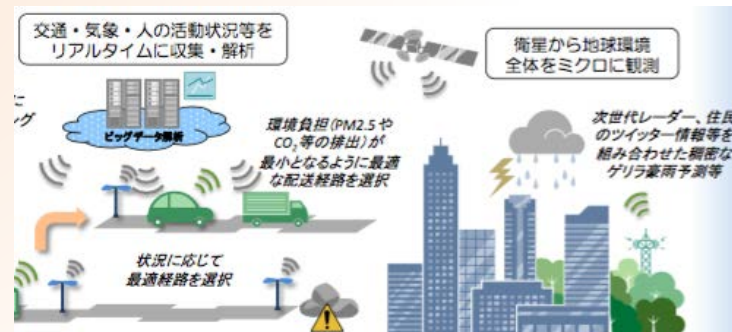 交通・気象・人の活動状況等を
リアルタイムに収集・解析
衛星から地球環境
全体をミクロに観測
に
ング
ビッグデータ解析
環境負担（PM2.5や
CO₂等の排出）が
最小となるように最適
な配送経路を選択
次世代レーダー、住民
のツイッター情報等を
組み合わせた稠密な
ゲリラ豪雨予測等
状況に応じて
最適経路を選択